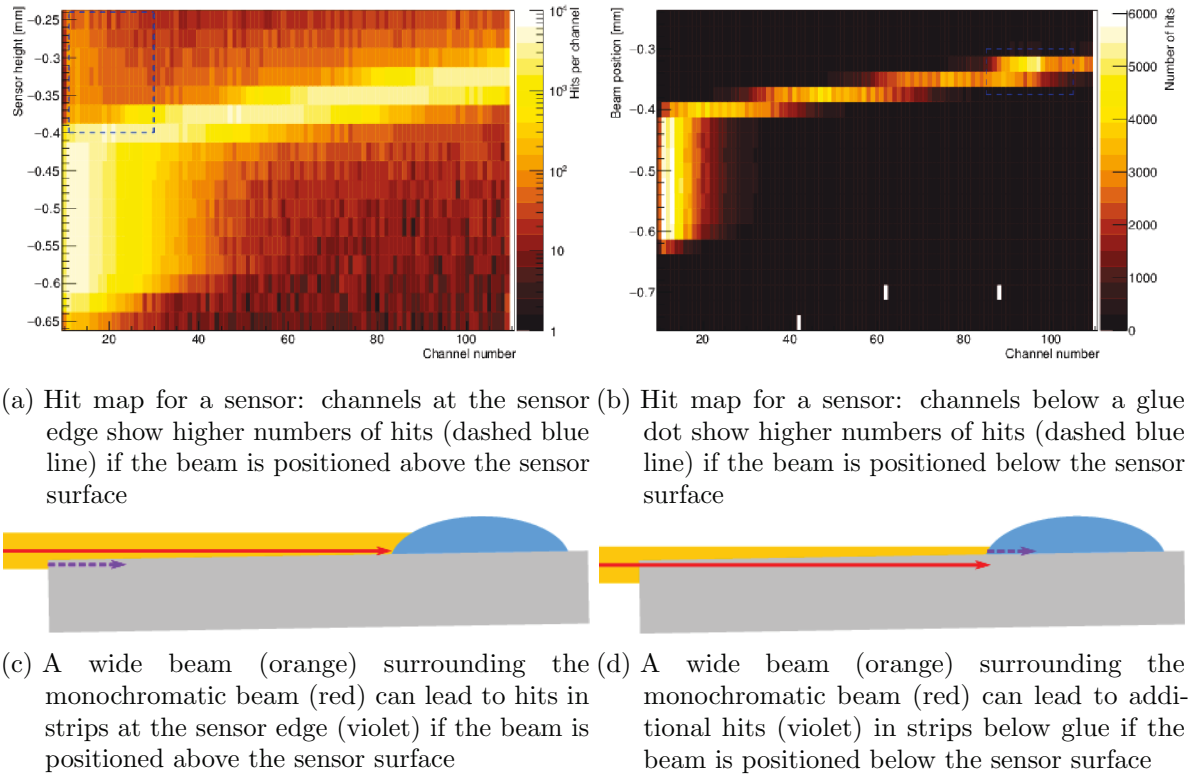 Sensor height [mm]
−0.25
−0.3
−0.35
−0.4
−0.45
−0.5
−0.55
−0.6
−0.65
20
40
60
80
100
Channel number
10⁴
10³
10²
10
1
Hits per channel
Beam position [mm]
−0.3
−0.4
−0.5
−0.6
−0.7
20
40
60
80
100
Channel number
6000
5000
4000
3000
2000
1000
0
Number of hits
(a) Hit map for a sensor: channels at the sensor
edge show higher numbers of hits (dashed blue
line) if the beam is positioned above the sensor
surface
(b) Hit map for a sensor: channels below a glue
dot show higher numbers of hits (dashed blue
line) if the beam is positioned below the sensor
surface
(c) A wide beam (orange) surrounding the
monochromatic beam (red) can lead to hits in
strips at the sensor edge (violet) if the beam is
positioned above the sensor surface
(d) A wide beam (orange) surrounding the
monochromatic beam (red) can lead to addi-
tional hits (violet) in strips below glue if the
beam is positioned below the sensor surface